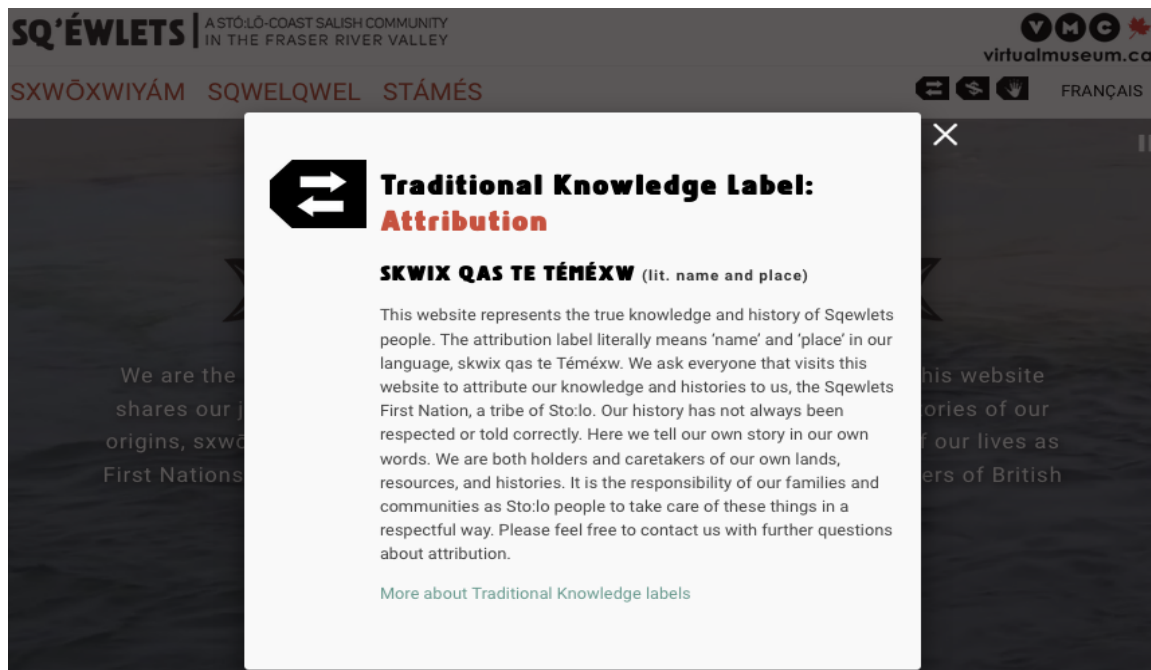 SQ’ÉWLETS
A STÓ:LŌ-COAST SALISH COMMUNITY
IN THE FRASER RIVER VALLEY
VMC
virtualmuseum.ca
SXWŌXWIYÁM SQWELQWEL STÁMÉS
FRANÇAIS
Traditional Knowledge Label:
Attribution
SKWIX QAS TE TÉMÉXW (lit. name and place)
This website represents the true knowledge and history of Sqewlets
people. The attribution label literally means ‘name’ and ‘place’ in our
language, skwix qas te Téméxw. We ask everyone that visits this
website to attribute our knowledge and histories to us, the Sqewlets
First Nation, a tribe of Sto:lo. Our history has not always been
respected or told correctly. Here we tell our own story in our own
words. We are both holders and caretakers of our own lands,
resources, and histories. It is the responsibility of our families and
communities as Sto:lo people to take care of these things in a
respectful way. Please feel free to contact us with further questions
about attribution.
More about Traditional Knowledge labels
We are the
his website
shares our j
tories of our
origins, sxwō
f our lives as
First Nations
ers of British